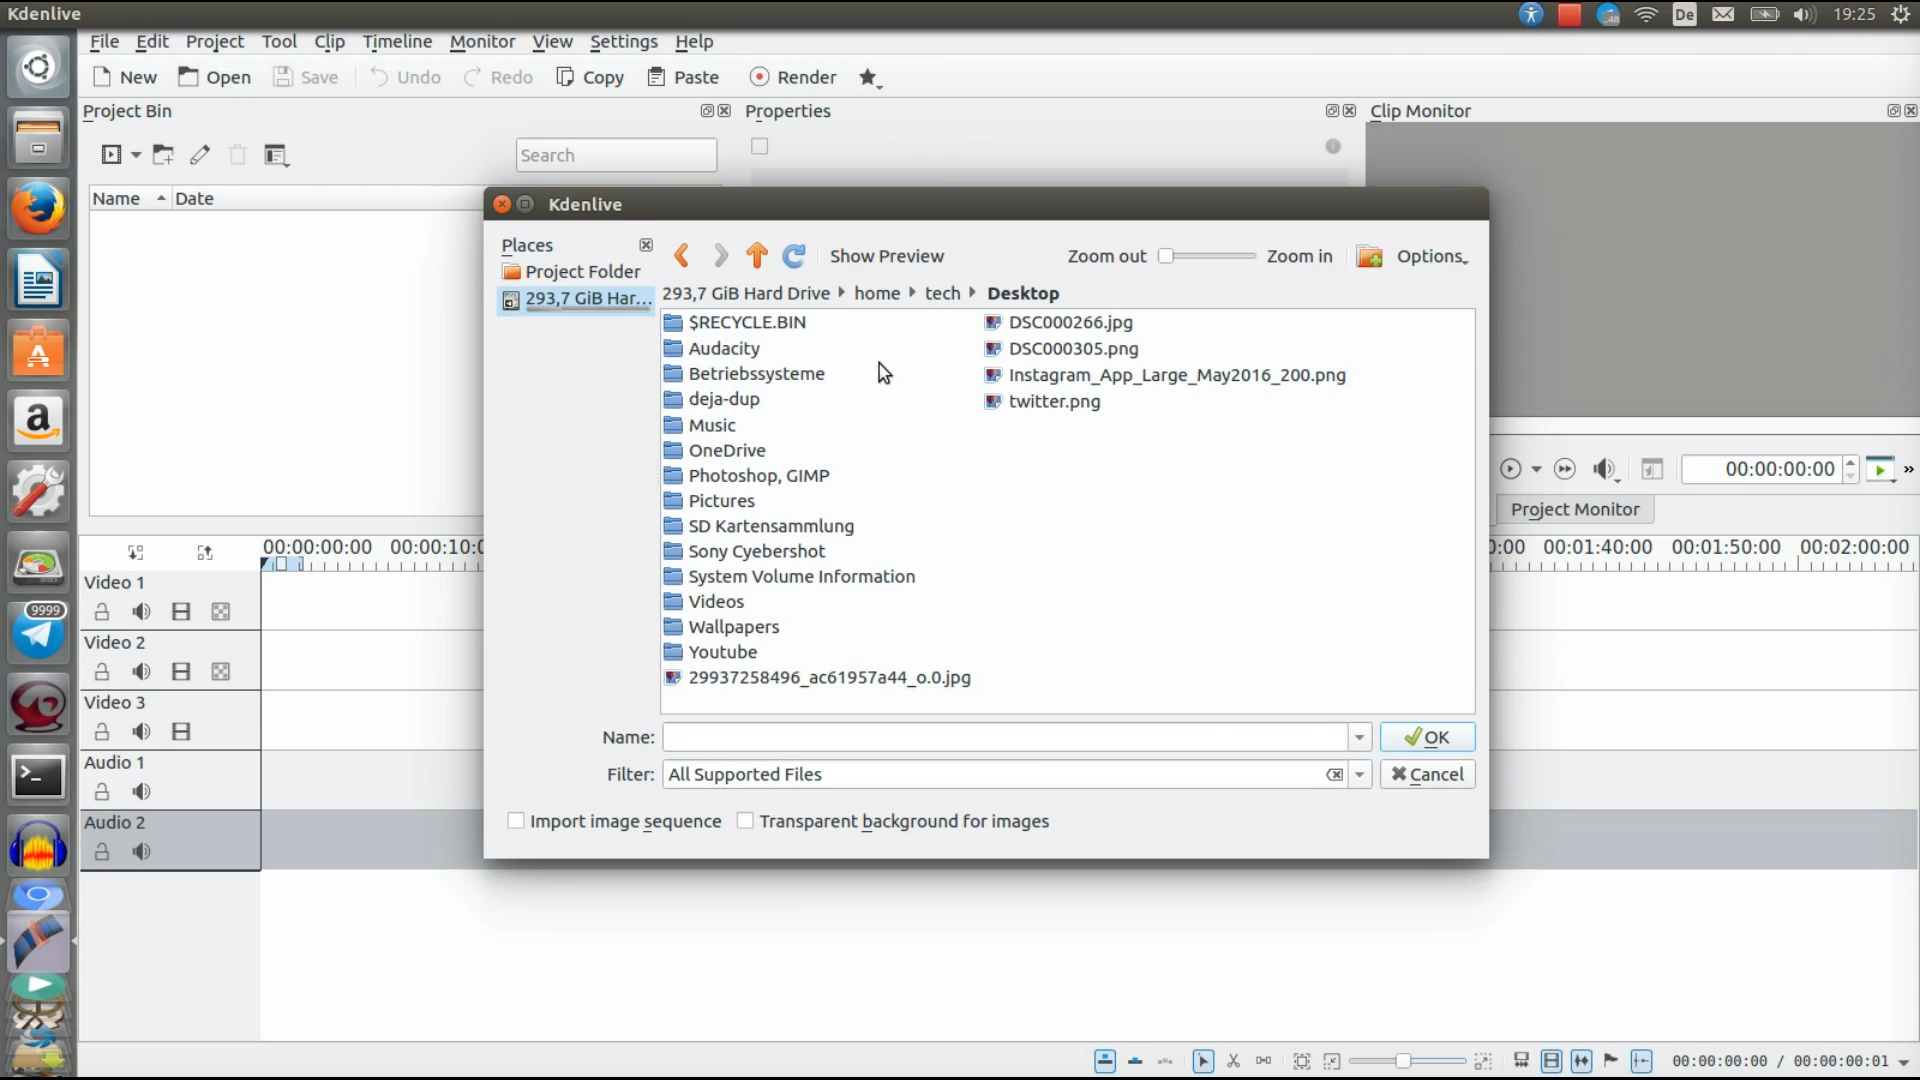 Kdenlive
De
19:25
File Edit Project Tool Clip Timeline Monitor View Settings Help
New Open Save Undo Redo Copy Paste Render
Project Bin
Properties
Clip Monitor
Search
Name Date
Kdenlive
Places
Project Folder
293,7 GiB Har...
Show Preview
Zoom out
Zoom in
Options
293,7 GiB Hard Drive home tech Desktop
$RECYCLE.BIN
Audacity
Betriebssysteme
deja-dup
Music
OneDrive
Photoshop, GIMP
Pictures
SD Kartensammlung
Sony Cyebershot
System Volume Information
Videos
Wallpapers
Youtube
29937258496_ac61957a44_o.0.jpg
DSC000266.jpg
DSC000305.png
Instagram_App_Large_May2016_200.png
twitter.png
Name:
OK
Filter: All Supported Files
Cancel
Import image sequence
Transparent background for images
00:00:00:00
Project Monitor
00:00:00:00 00:00:10:0
0:00 00:01:40:00 00:01:50:00 00:02:00:00
Video 1
Video 2
Video 3
Audio 1
Audio 2
9999
00:00:00:00 / 00:00:00:01